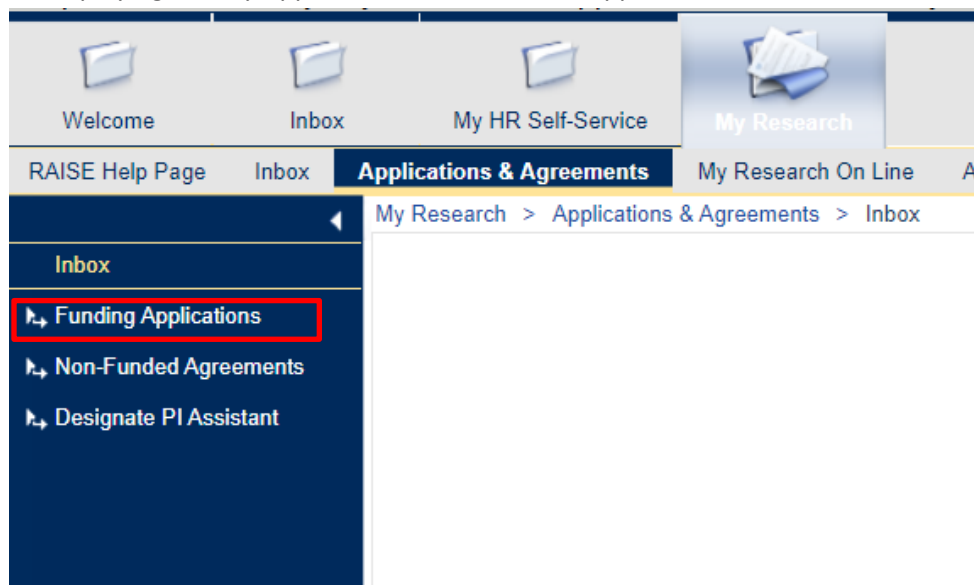 Welcome Inbox My HR Self-Service My Research
RAISE Help Page Inbox Applications & Agreements My Research On Line A
My Research > Applications & Agreements > Inbox
Inbox
Funding Applications
Non-Funded Agreements
Designate PI Assistant